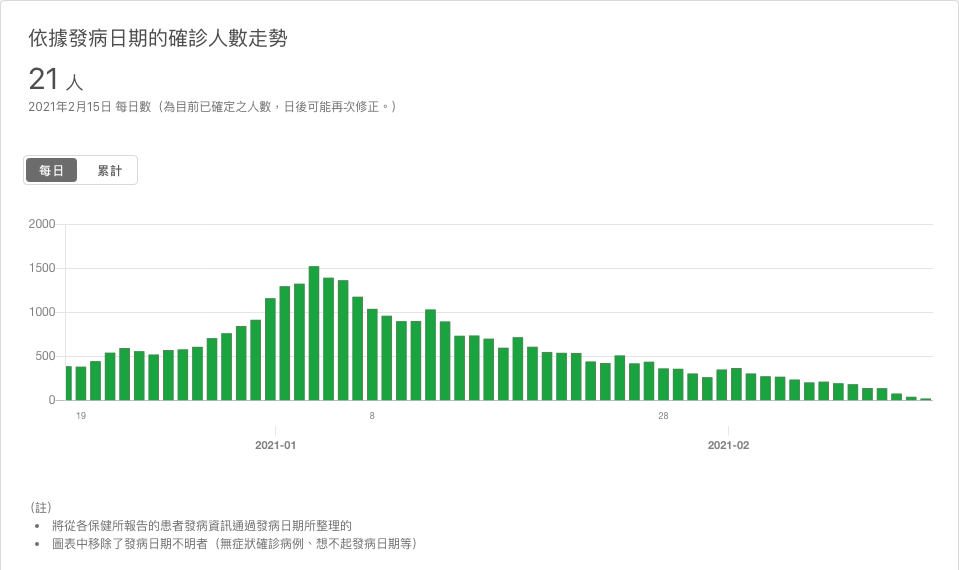 依據發病日期的確診人數走勢
21 人
2021年2月15日 每日數（為目前已確定之人數，日後可能再次修正。）
每日 累計
2000
1500
1000
500
0
19 8 28
2021-01 2021-02
（註）
• 將從各保健所報告的患者發病資訊通過發病日期所整理的
• 圖表中移除了發病日期不明者（無症狀確診病例、想不起發病日期等）